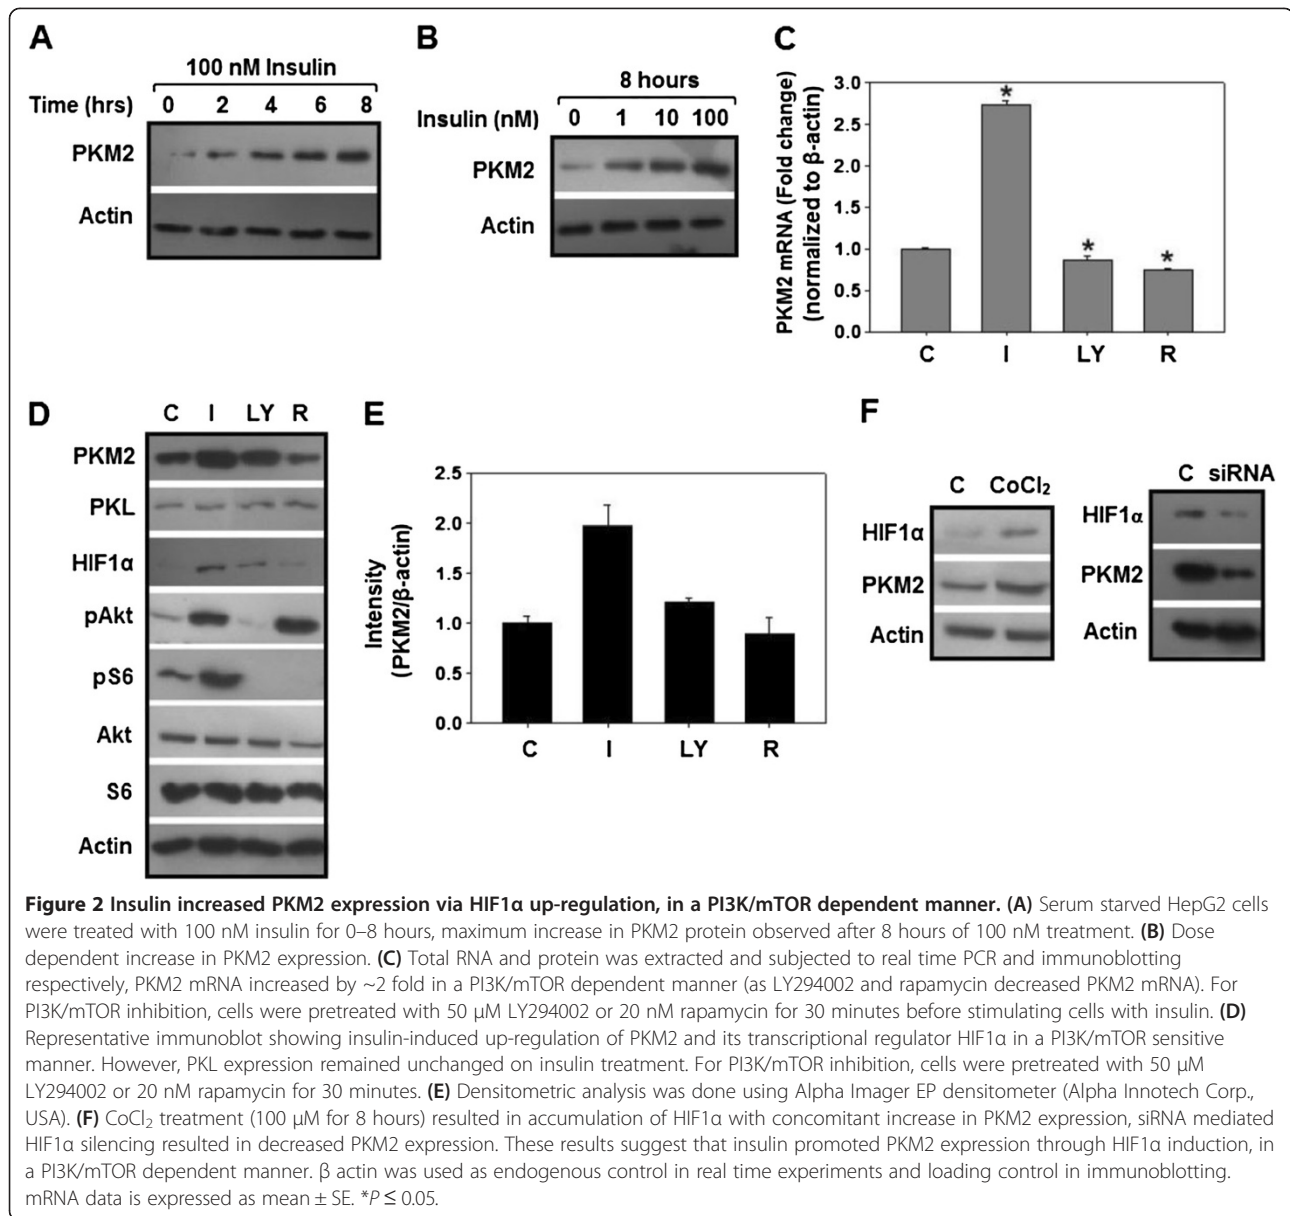 A
100 nM Insulin
Time (hrs) 0 2 4 6 8
PKM2
Actin
B
8 hours
Insulin (nM) 0 1 10 100
PKM2
Actin
C
PKM2 mRNA (Fold change)
(normalized to β-actin)
3.0
2.5
2.0
1.5
1.0
0.5
0.0
* * *
C I LY R
D
C I LY R
PKM2
PKL
HIF1α
pAkt
pS6
Akt
S6
Actin
E
Intensity
(PKM2/β-actin)
2.5
2.0
1.5
1.0
0.5
0.0
C I LY R
F
C CoCl₂
HIF1α
PKM2
Actin
C siRNA
HIF1α
PKM2
Actin
Figure 2 Insulin increased PKM2 expression via HIF1α up-regulation, in a PI3K/mTOR dependent manner. (A) Serum starved HepG2 cells
were treated with 100 nM insulin for 0–8 hours, maximum increase in PKM2 protein observed after 8 hours of 100 nM treatment. (B) Dose
dependent increase in PKM2 expression. (C) Total RNA and protein was extracted and subjected to real time PCR and immunoblotting
respectively, PKM2 mRNA increased by ~2 fold in a PI3K/mTOR dependent manner (as LY294002 and rapamycin decreased PKM2 mRNA). For
PI3K/mTOR inhibition, cells were pretreated with 50 μM LY294002 or 20 nM rapamycin for 30 minutes before stimulating cells with insulin. (D)
Representative immunoblot showing insulin-induced up-regulation of PKM2 and its transcriptional regulator HIF1α in a PI3K/mTOR sensitive
manner. However, PKL expression remained unchanged on insulin treatment. For PI3K/mTOR inhibition, cells were pretreated with 50 μM
LY294002 or 20 nM rapamycin for 30 minutes. (E) Densitometric analysis was done using Alpha Imager EP densitometer (Alpha Innotech Corp.,
USA). (F) CoCl₂ treatment (100 μM for 8 hours) resulted in accumulation of HIF1α with concomitant increase in PKM2 expression, siRNA mediated
HIF1α silencing resulted in decreased PKM2 expression. These results suggest that insulin promoted PKM2 expression through HIF1α induction, in
a PI3K/mTOR dependent manner. β actin was used as endogenous control in real time experiments and loading control in immunoblotting.
mRNA data is expressed as mean ± SE. *P ≤ 0.05.